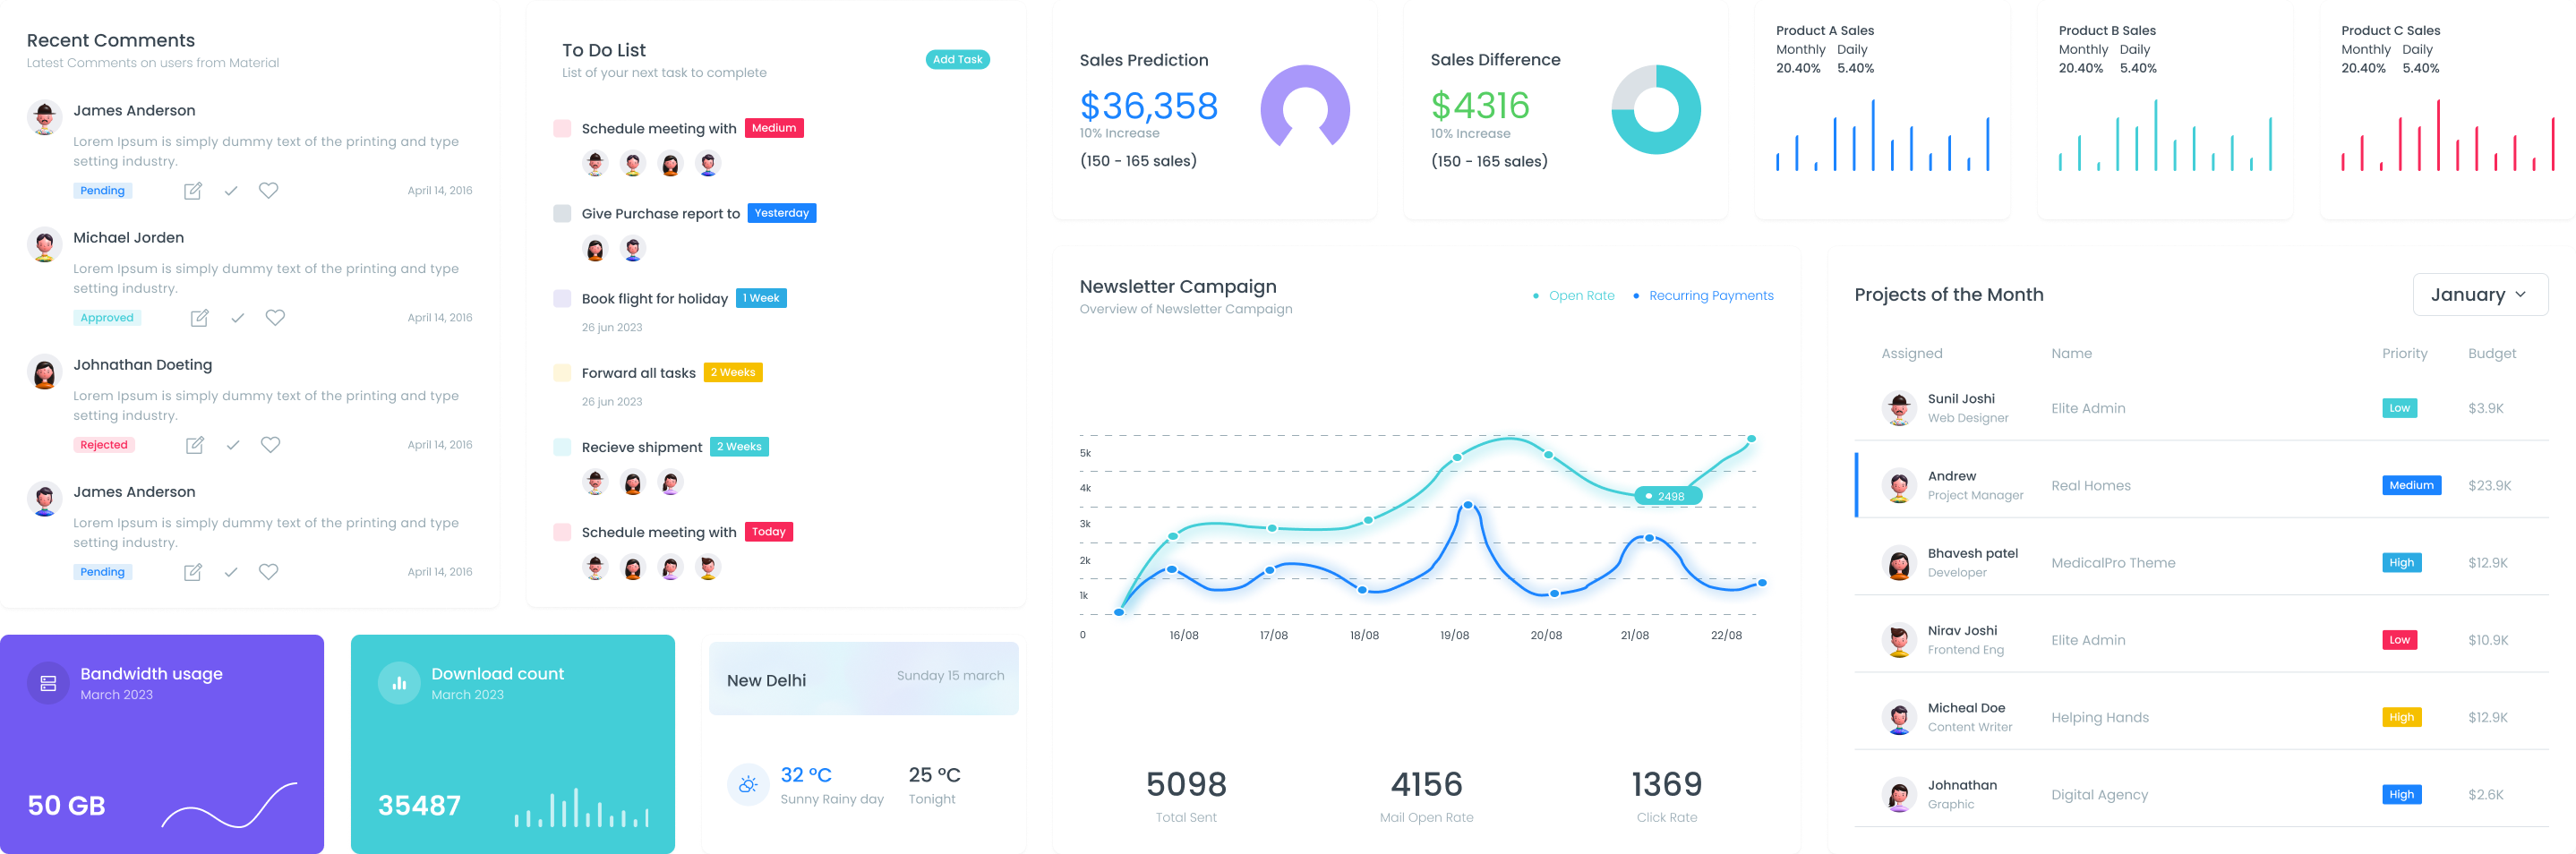 Recent Comments
Latest Comments on users from Material
James Anderson
Lorem Ipsum is simply dummy text of the printing and type
setting industry.
Pending
April 14, 2016
Michael Jorden
Lorem Ipsum is simply dummy text of the printing and type
setting industry.
Approved
April 14, 2016
Johnathan Doeting
Lorem Ipsum is simply dummy text of the printing and type
setting industry.
Rejected
April 14, 2016
James Anderson
Lorem Ipsum is simply dummy text of the printing and type
setting industry.
Pending
April 14, 2016
To Do List
List of your next task to complete
Add Task
Schedule meeting with
Medium
Give Purchase report to
Yesterday
Book flight for holiday
1 Week
26 jun 2023
Forward all tasks
2 Weeks
26 jun 2023
Recieve shipment
2 Weeks
Schedule meeting with
Today
Sales Prediction
$36,358
10% Increase
(150 - 165 sales)
Sales Difference
$4316
10% Increase
(150 - 165 sales)
Product A Sales
Monthly Daily
20.40% 5.40%
Product B Sales
Monthly Daily
20.40% 5.40%
Product C Sales
Monthly Daily
20.40% 5.40%
Newsletter Campaign
Overview of Newsletter Campaign
Open Rate
Recurring Payments
5k
4k
3k
2k
1k
0
2498
16/08 17/08 18/08 19/08 20/08 21/08 22/08
5098
Total Sent
4156
Mail Open Rate
1369
Click Rate
Projects of the Month
January
Assigned Name Priority Budget
Sunil Joshi
Web Designer
Elite Admin
Low
$3.9K
Andrew
Project Manager
Real Homes
Medium
$23.9K
Bhavesh patel
Developer
MedicalPro Theme
High
$12.9K
Nirav Joshi
Frontend Eng
Elite Admin
Low
$10.9K
Micheal Doe
Content Writer
Helping Hands
High
$12.9K
Johnathan
Graphic
Digital Agency
High
$2.6K
Bandwidth usage
March 2023
50 GB
Download count
March 2023
35487
New Delhi
Sunday 15 march
32 °C
Sunny Rainy day
25 °C
Tonight